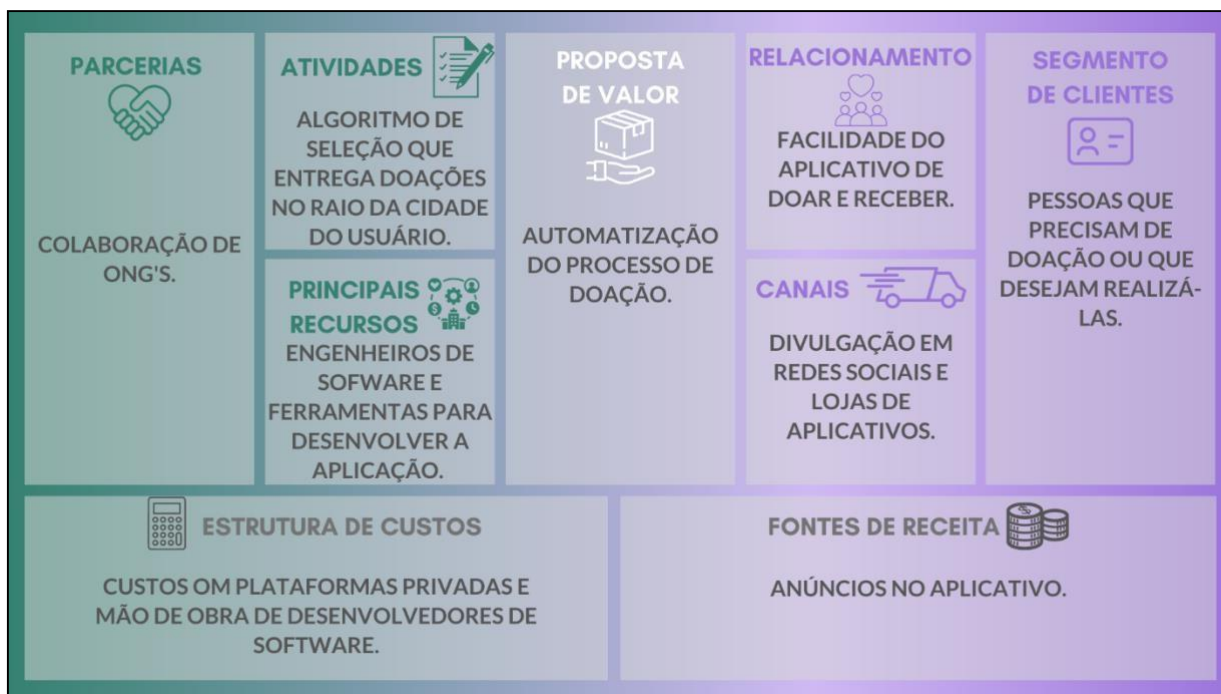 PARCERIAS
COLABORAÇÃO DE
ONG'S.
ATIVIDADES
ALGORITMO DE
SELEÇÃO QUE
ENTREGA DOAÇÕES
NO RAIO DA CIDADE
DO USUÁRIO.
PRINCIPAIS
RECURSOS
ENGENHEIROS DE
SOFWARE E
FERRAMENTAS PARA
DESENVOLVER A
APLICAÇÃO.
PROPOSTA
DE VALOR
AUTOMATIZAÇÃO
DO PROCESSO DE
DOAÇÃO.
RELACIONAMENTO
FACILIDADE DO
APLICATIVO DE
DOAR E RECEBER.
CANAIS
DIVULGAÇÃO EM
REDES SOCIAIS E
LOJAS DE
APLICATIVOS.
SEGMENTO
DE CLIENTES
PESSOAS QUE
PRECISAM DE
DOAÇÃO OU QUE
DESEJAM REALIZÁ-
LAS.
ESTRUTURA DE CUSTOS
CUSTOS OM PLATAFORMAS PRIVADAS E
MÃO DE OBRA DE DESENVOLVEDORES DE
SOFTWARE.
FONTES DE RECEITA
ANÚNCIOS NO APLICATIVO.